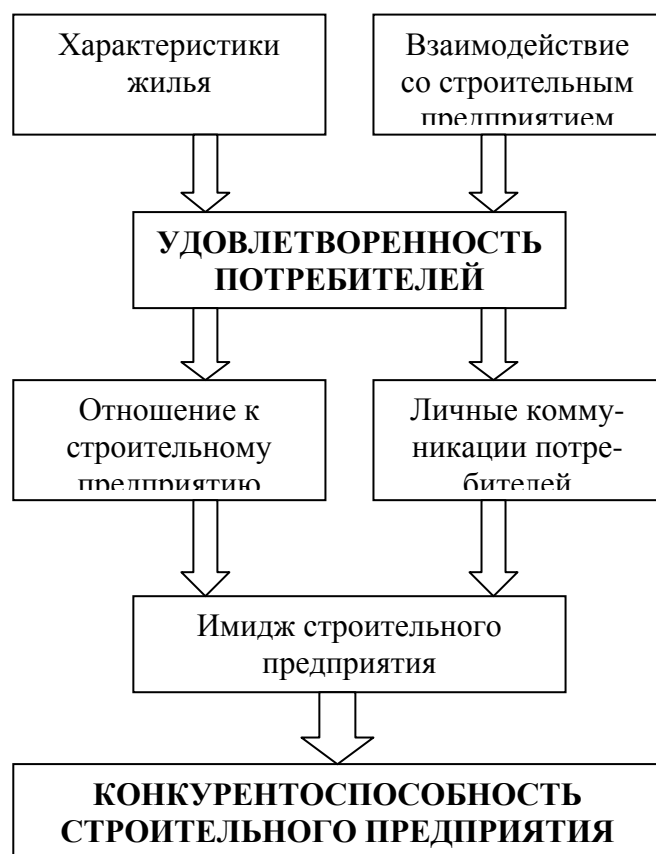 Характеристики
жилья
Взаимодействие
со строительным
предприятием
УДОВЛЕТВОРЕННОСТЬ
ПОТРЕБИТЕЛЕЙ
Отношение к
строительному
предприятию
Личные комму-
никации потре-
бителей
Имидж строительного
предприятия
КОНКУРЕНТОСПОСОБНОСТЬ
СТРОИТЕЛЬНОГО ПРЕДПРИЯТИЯ